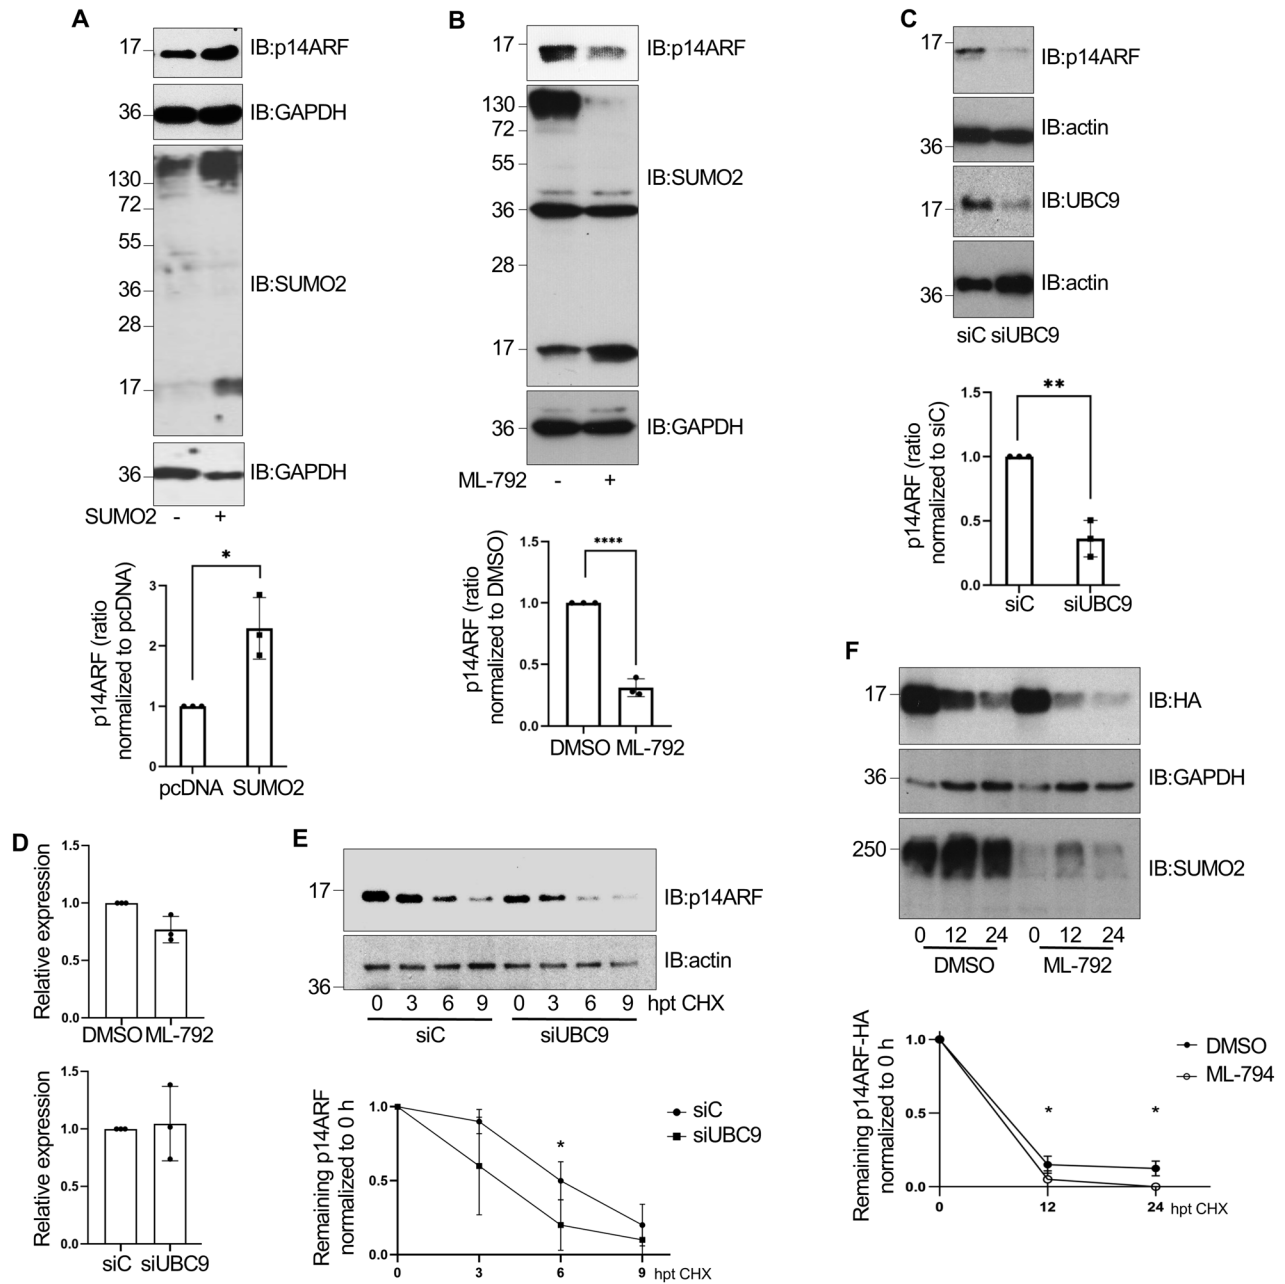 A
17
IB:p14ARF
36
IB:GAPDH
130
72
55
36
28
17
IB:SUMO2
36
IB:GAPDH
SUMO2 - +
*
p14ARF (ratio
normalized to pcDNA)
3
2
1
0
pcDNA SUMO2
B
17
IB:p14ARF
130
72
55
36
28
17
IB:SUMO2
36
IB:GAPDH
ML-792 - +
****
p14ARF (ratio
normalized to DMSO)
1.5
1.0
0.5
0.0
DMSO ML-792
C
17
IB:p14ARF
IB:actin
36
IB:UBC9
17
IB:actin
36
siC siUBC9
**
p14ARF (ratio
normalized to siC)
1.5
1.0
0.5
0.0
siC siUBC9
D
Relative expression
1.5
1.0
0.5
0.0
DMSO ML-792
Relative expression
1.5
1.0
0.5
0.0
siC siUBC9
E
17
IB:p14ARF
IB:actin
36
0 3 6 9 0 3 6 9 hpt CHX
siC siUBC9
Remaining p14ARF
normalized to 0 h
1.0
0.5
0.0
*
siC
siUBC9
0 3 6 9 hpt CHX
F
17
IB:HA
36
IB:GAPDH
250
IB:SUMO2
0 12 24 0 12 24
DMSO ML-792
Remaining p14ARF-HA
normalized to 0 h
1.0
0.5
0.0
* *
DMSO
ML-794
0 12 24 hpt CHX